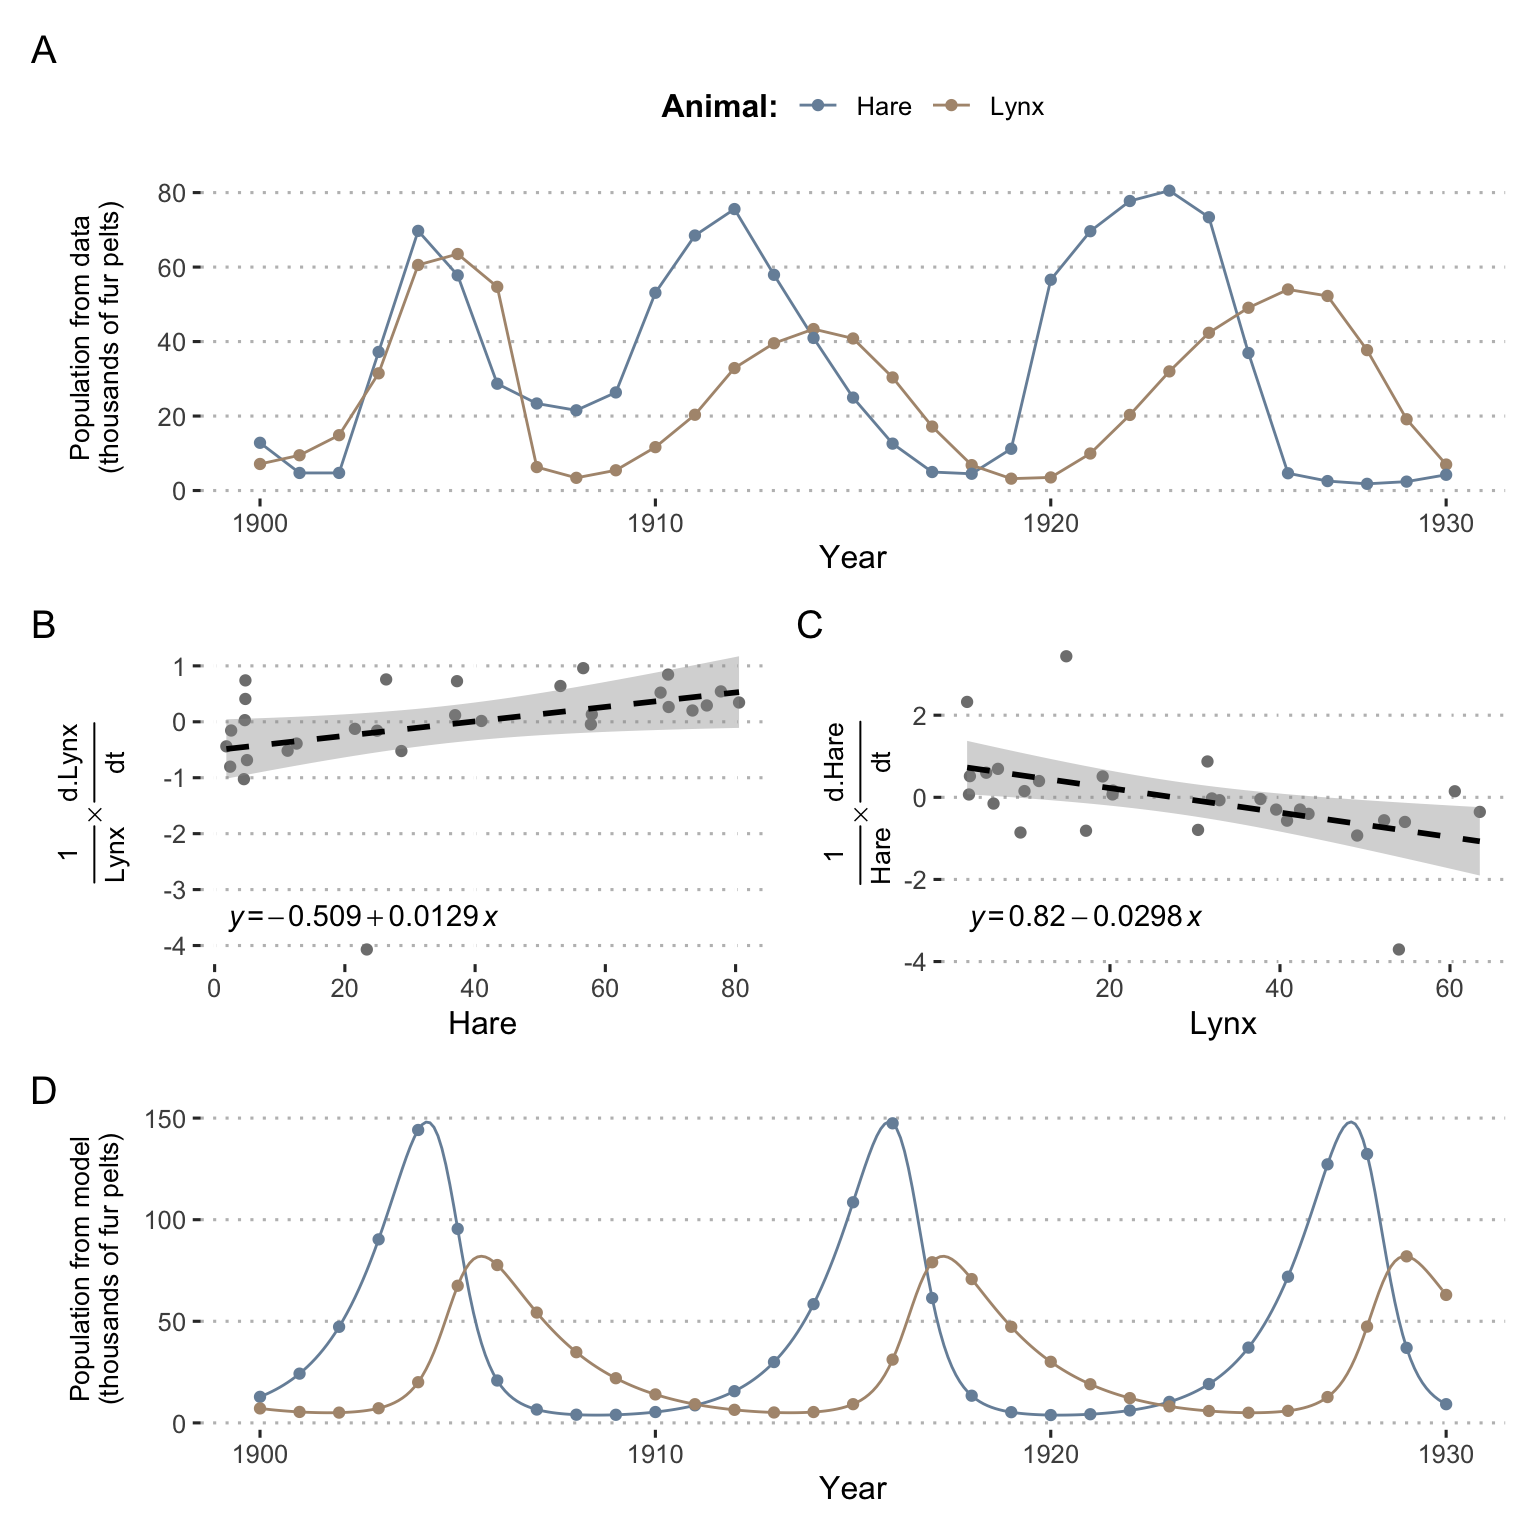 A
Animal: Hare Lynx
Population from data
(thousands of fur pelts)
80
60
40
20
0
1900 1910 1920 1930
Year
B
1/Lynx × d.Lynx/dt
1
0
-1
-2
-3
-4
y = −0.509 + 0.0129 x
0 20 40 60 80
Hare
C
1/Hare × d.Hare/dt
2
0
-2
-4
y = 0.82 − 0.0298 x
20 40 60
Lynx
D
Population from model
(thousands of fur pelts)
150
100
50
0
1900 1910 1920 1930
Year